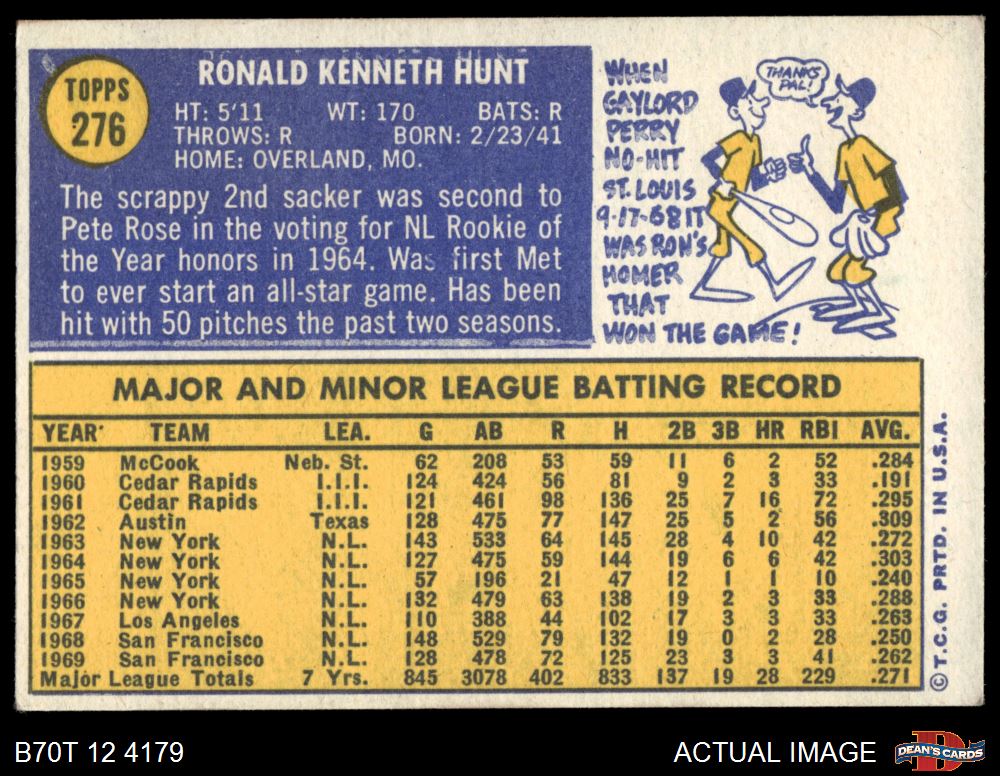 TOPPS
276
RONALD KENNETH HUNT
HT: 5'11 WT: 170 BATS: R
THROWS: R BORN: 2/23/41
HOME: OVERLAND, MO.
The scrappy 2nd sacker was second to
Pete Rose in the voting for NL Rookie of
the Year honors in 1964. Was first Met
to ever start an all-star game. Has been
hit with 50 pitches the past two seasons.
WHEN
GAYLORD
PERRY
NO-HIT
ST. LOUIS
9-17-68 IT
WAS RON'S
HOMER
THAT
WON THE GAME!
THANKS
PAL!
MAJOR AND MINOR LEAGUE BATTING RECORD
YEAR TEAM LEA. G AB R H 2B 3B HR RBI AVG.
1959 McCook Neb. St. 62 208 53 59 11 6 2 52 .284
1960 Cedar Rapids I.I.I. 124 424 56 81 9 2 3 33 .191
1961 Cedar Rapids I.I.I. 121 461 98 136 25 7 16 72 .295
1962 Austin Texas 128 475 77 147 25 5 2 56 .309
1963 New York N.L. 143 533 64 145 28 4 10 42 .272
1964 New York N.L. 127 475 59 144 19 6 6 42 .303
1965 New York N.L. 57 196 21 47 12 1 1 10 .240
1966 New York N.L. 132 479 63 138 19 2 3 33 .288
1967 Los Angeles N.L. 110 388 44 102 17 3 3 33 .263
1968 San Francisco N.L. 148 529 79 132 19 0 2 28 .250
1969 San Francisco N.L. 128 478 72 125 23 3 3 41 .262
Major League Totals 7 Yrs. 845 3078 402 833 137 19 28 229 .271
© T.C.G. PRTD. IN U.S.A.
B70T 12 4179
ACTUAL IMAGE
DEAN'S CARDS